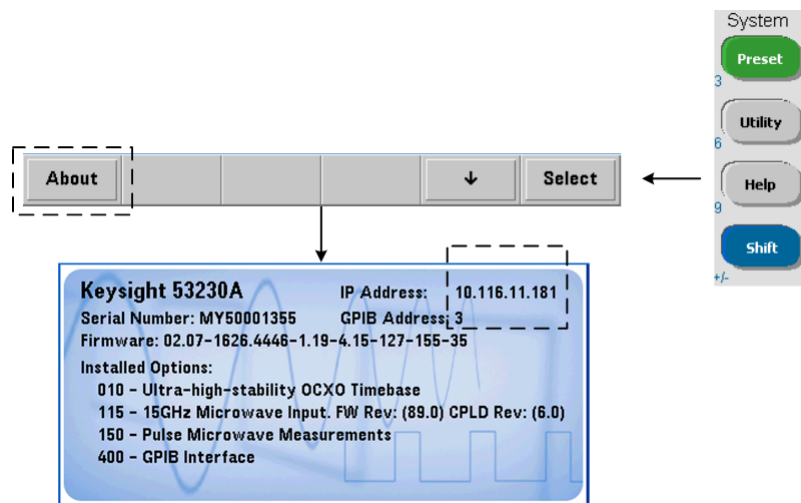 System
Preset
3
Utility
6
Help
9
Shift
+/-
About ↓ Select
Keysight 53230A IP Address: 10.116.11.181
Serial Number: MY50001355 GPIB Address: 3
Firmware: 02.07-1626.4446-1.19-4.15-127-155-35
Installed Options:
010 - Ultra-high-stability OCXO Timebase
115 - 15GHz Microwave Input. FW Rev: (89.0) CPLD Rev: (6.0)
150 - Pulse Microwave Measurements
400 - GPIB Interface